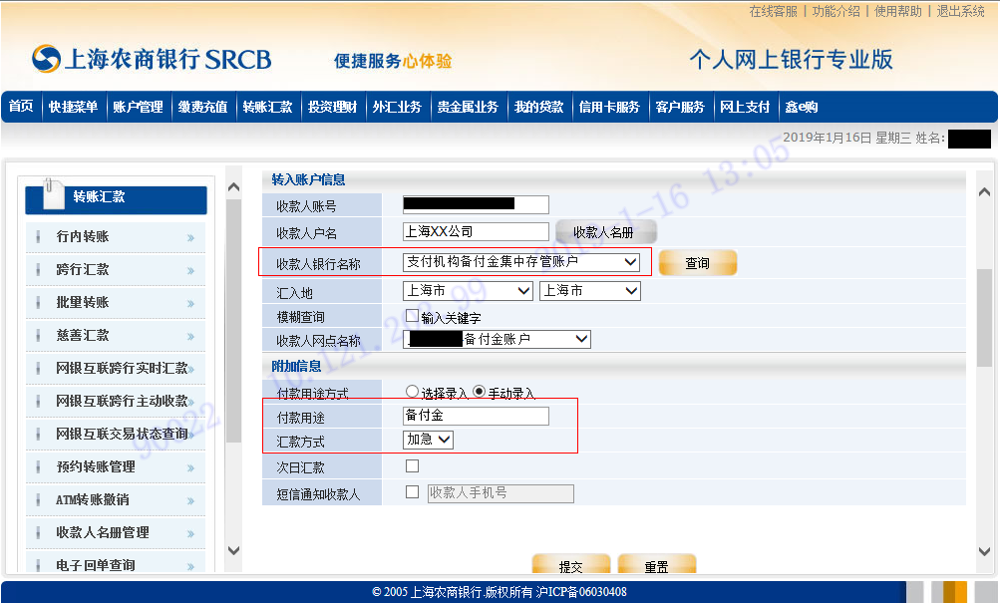 在线客服 | 功能介绍 | 使用帮助 | 退出系统
上海农商银行 SRCB 便捷服务心体验 个人网上银行专业版
首页 快捷菜单 账户管理 缴费充值 转账汇款 投资理财 外汇业务 贵金属业务 我的贷款 信用卡服务 客户服务 网上支付 鑫e购
2019年1月16日 星期三 姓名:
转账汇款
行内转账
跨行汇款
批量转账
慈善汇款
网银互联跨行实时汇款
网银互联跨行主动收款
网银互联交易状态查询
预约转账管理
ATM转账撤销
收款人名册管理
电子回单查询
转入账户信息
收款人账号
收款人户名 上海XX公司 收款人名册
收款人银行名称 支付机构备付金集中存管账户 查询
汇入地 上海市 上海市
模糊查询 输入关键字
收款人网点名称 备付金账户
附加信息
付款用途方式 选择录入 手动录入
付款用途 备付金
汇款方式 加急
次日汇款
短信通知收款人 收款人手机号
提交 重置
© 2005 上海农商银行.版权所有 沪ICP备06030408